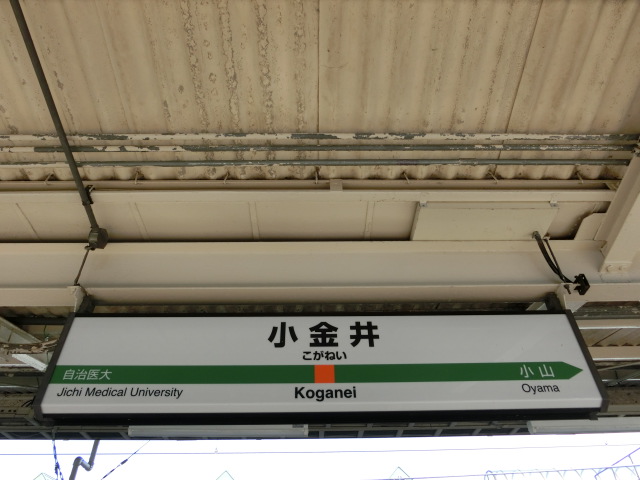 小金井
こがねい
自治医大
小山
Jichi Medical University
Koganei
Oyama